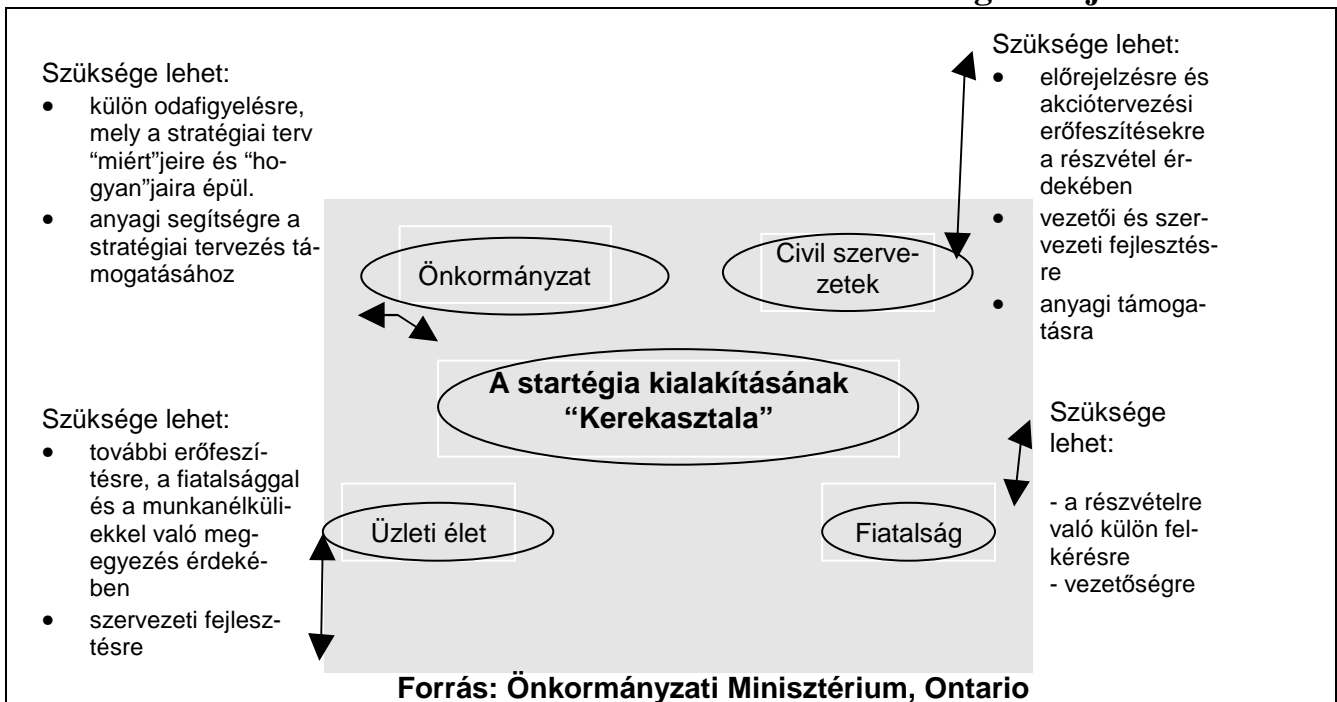 Szüksége lehet:
• külön odafigyelésre,
mely a stratégiai terv
“miért”jeire és “ho-
gyan”jaira épül.
• anyagi segítségre a
stratégiai tervezés tá-
mogatásához
Szüksége lehet:
• előrejelzésre és
akciótervezési
erőfeszítésekre
a részvétel ér-
dekében
• vezetői és szer-
vezeti fejlesztés-
re
• anyagi támoga-
tásra
Önkormányzat
Civil szerve-
zetek
A startégia kialakításának
“Kerekasztala”
Szüksége lehet:
• további erőfeszí-
tésre, a fiatalsággal
és a munkanélküli-
ekkel való meg-
egyezés érdeké-
ben
• szervezeti fejlesz-
tésre
Üzleti élet
Fiatalság
Szüksége
lehet:
- a részvételre
való külön fel-
kérésre
- vezetőségre
Forrás: Önkormányzati Minisztérium, Ontario